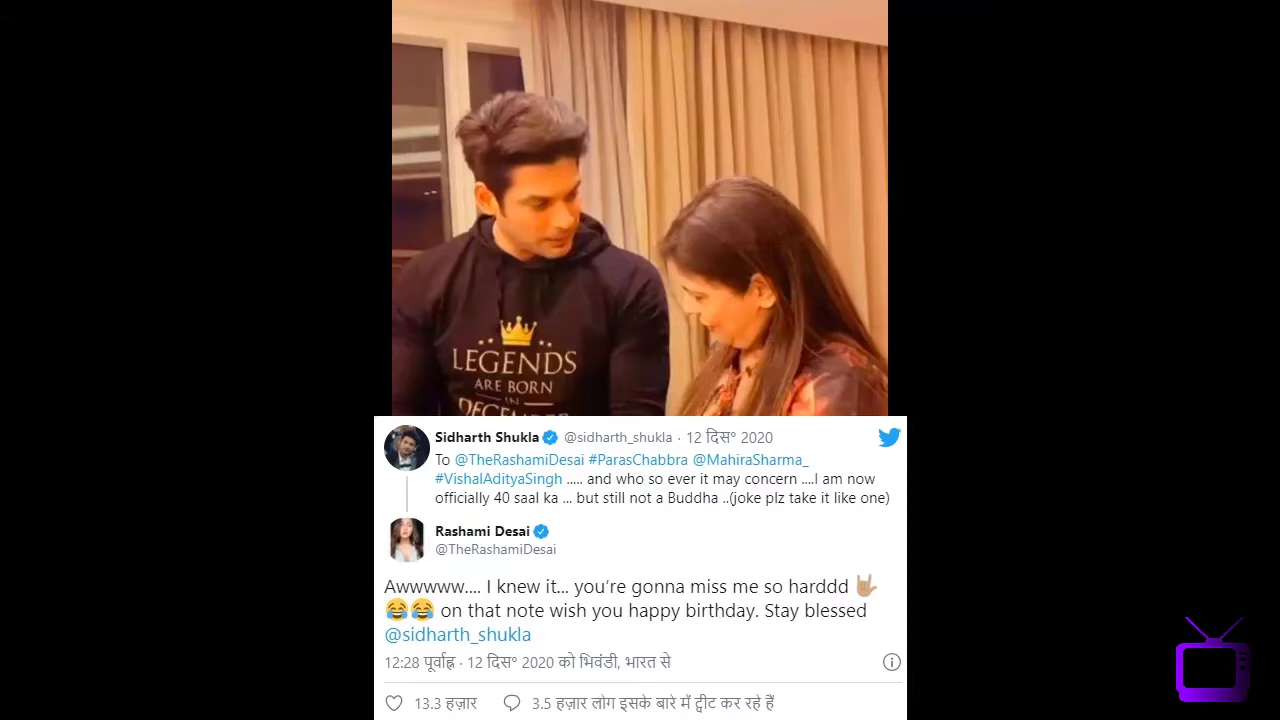 LEGENDS
ARE BORN
IN
DECEMBER
Sidharth Shukla @sidharth_shukla · 12 दिस॰ 2020
To @TheRashamiDesai #ParasChabbra @MahiraSharma_
#VishalAdityaSingh ..... and who so ever it may concern ....I am now
officially 40 saal ka ... but still not a Buddha ..(joke plz take it like one)
Rashami Desai
@TheRashamiDesai
Awwwww.... I knew it... you're gonna miss me so harddd 🤟🏼
😂😂 on that note wish you happy birthday. Stay blessed
@sidharth_shukla
12:28 पूर्वाह्न · 12 दिस॰ 2020 को भिवंडी, भारत से
13.3 हज़ार 3.5 हज़ार लोग इसके बारे में ट्वीट कर रहे हैं